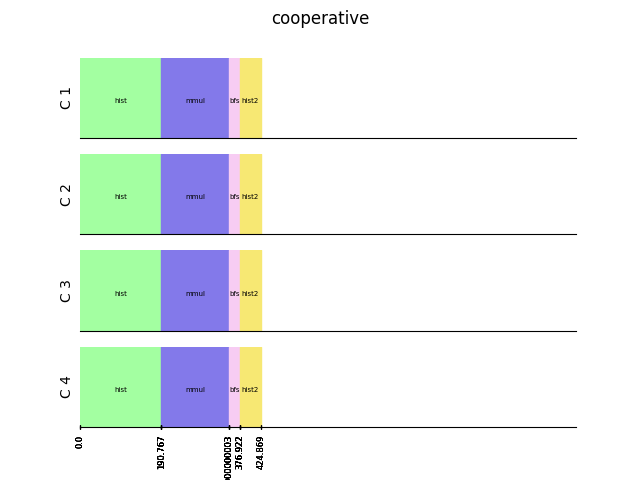 cooperative
C 1
hist mmul bfs hist2
C 2
hist mmul bfs hist2
C 3
hist mmul bfs hist2
C 4
hist mmul bfs hist2
0.0
190.767
376.922
424.869